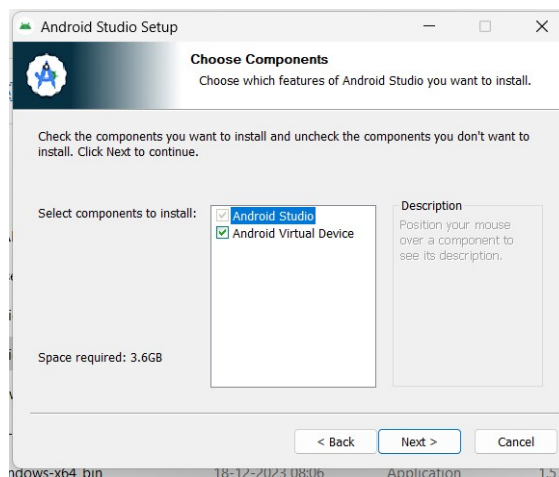 Android Studio Setup
Choose Components
Choose which features of Android Studio you want to install.
Check the components you want to install and uncheck the components you don't want to
install. Click Next to continue.
Select components to install:
Android Studio
Android Virtual Device
Description
Position your mouse
over a component to
see its description.
Space required: 3.6GB
< Back
Next >
Cancel
18-12-2023 08:06
Application